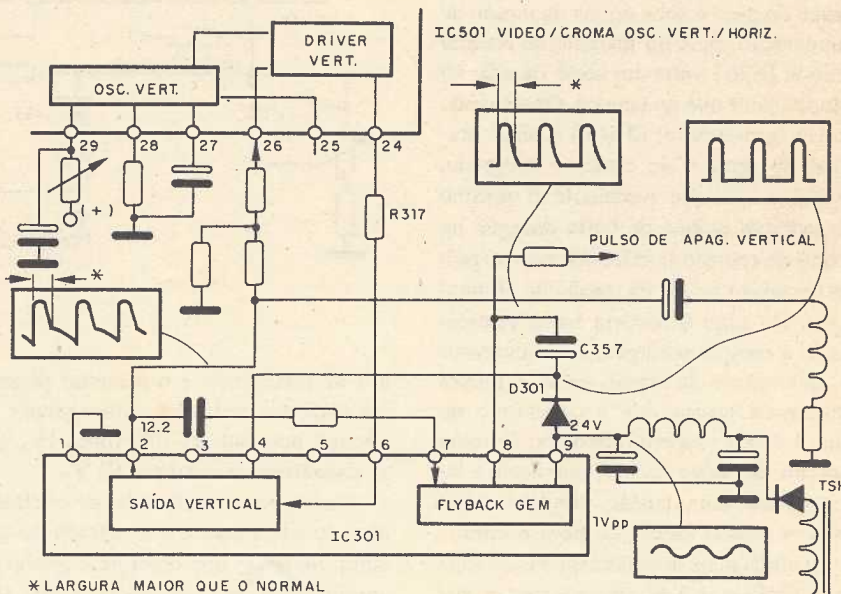 IC501 VIDEO/CROMA OSC. VERT./HORIZ.
DRIVER
VERT.
OSC. VERT.
*
29
28
27
26
25
24
(+)
R317
PULSO DE APAG. VERTICAL
*
C357
D301
12.2
24V
1
2
3
4
5
6
7
8
9
SAÍDA VERTICAL
FLYBACK GEM
TSH
1Vpp
IC301
*LARGURA MAIOR QUE O NORMAL